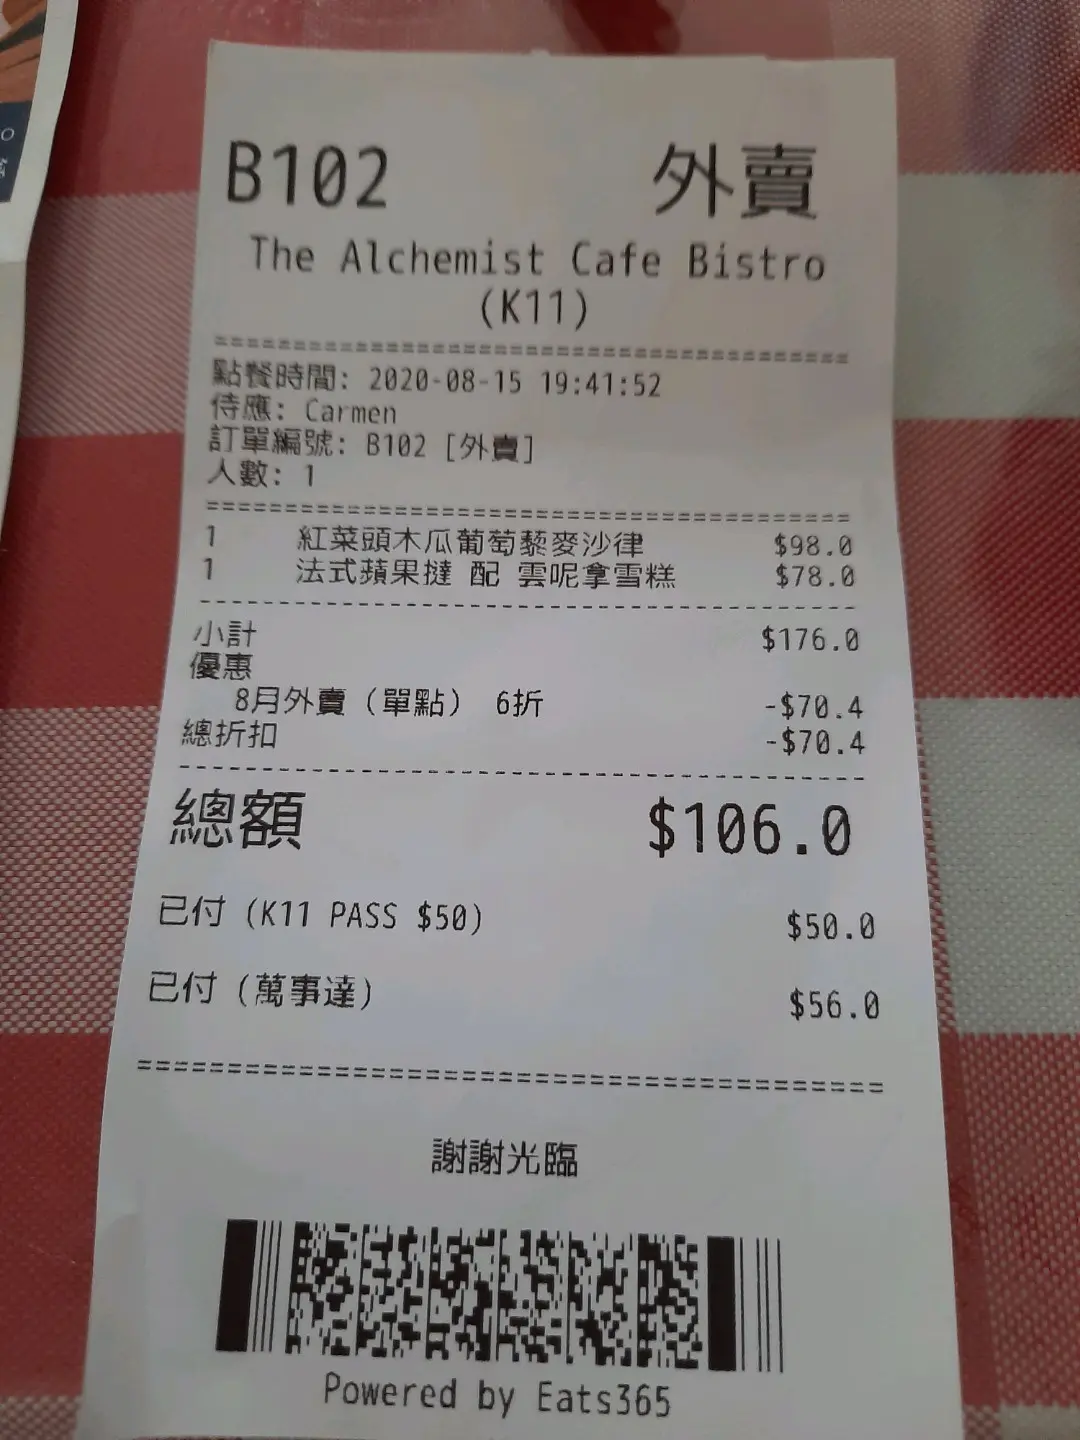 B102 外賣
The Alchemist Cafe Bistro
(K11)
========================================
點餐時間: 2020-08-15 19:41:52
侍應: Carmen
訂單編號: B102 [外賣]
人數: 1
========================================
1 紅菜頭木瓜葡萄藜麥沙律 $98.0
1 法式蘋果撻 配 雲呢拿雪糕 $78.0
----------------------------------------
小計 $176.0
優惠
8月外賣（單點） 6折 -$70.4
總折扣 -$70.4
----------------------------------------
總額 $106.0
已付 (K11 PASS $50) $50.0
已付 (萬事達) $56.0
========================================
謝謝光臨
Powered by Eats365